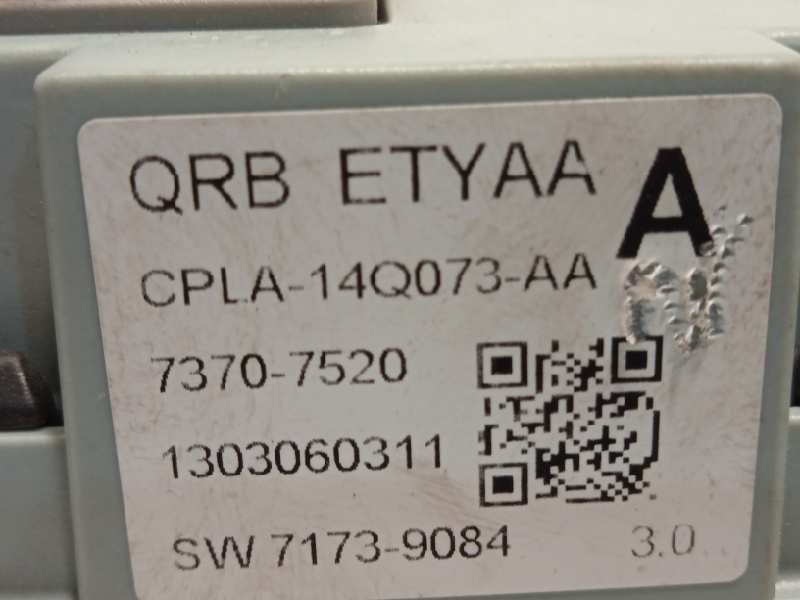 QRB ETYAA A
CPLA-14Q073-AA
7370-7520
1303060311
SW 7173-9084 3.0